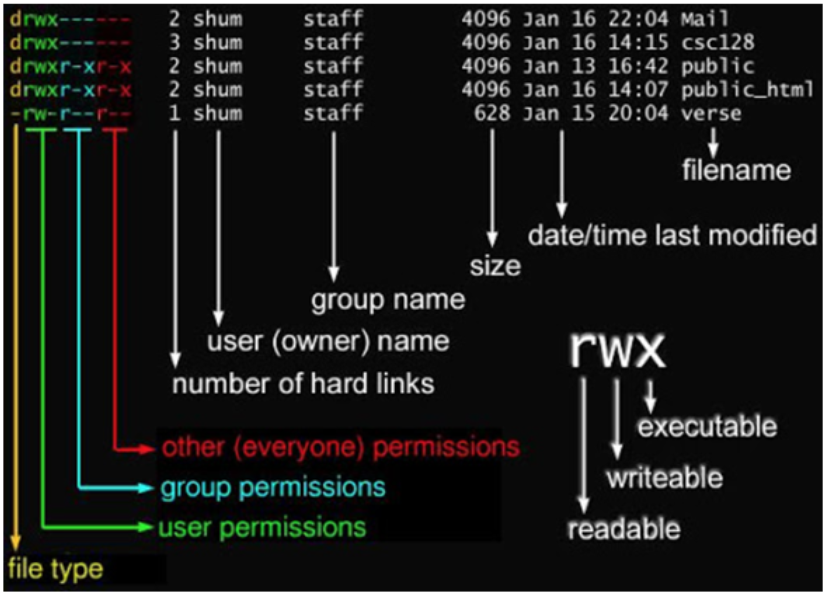 drwx------ 2 shum staff 4096 Jan 16 22:04 Mail
drwx------ 3 shum staff 4096 Jan 16 14:15 csc128
drwxr-xr-x 2 shum staff 4096 Jan 13 16:42 public
drwxr-xr-x 2 shum staff 4096 Jan 16 14:07 public_html
-rw-r--r-- 1 shum staff 628 Jan 15 20:04 verse
filename
date/time last modified
size
group name
user (owner) name
number of hard links
rwx
executable
writeable
readable
other (everyone) permissions
group permissions
user permissions
file type